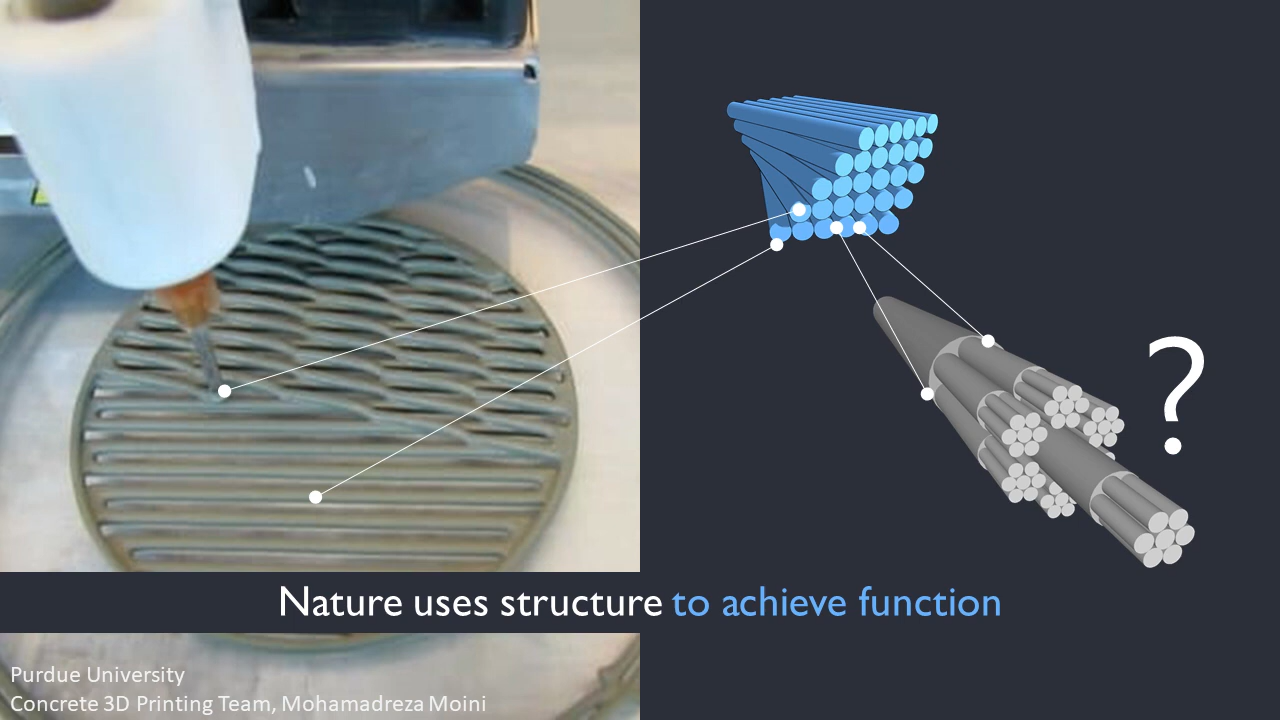 ?
Nature uses structure to achieve function
Purdue University
Concrete 3D Printing Team, Mohamadreza Moini